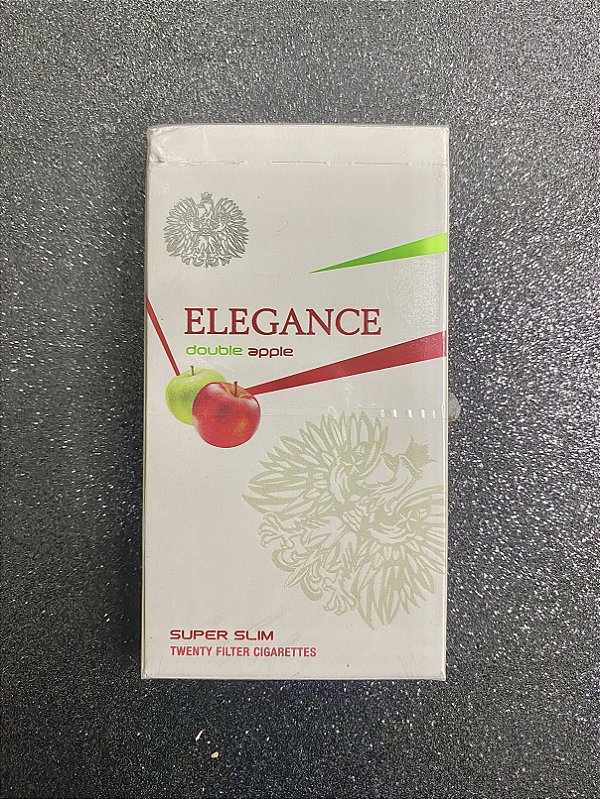 ELEGANCE
double apple
SUPER SLIM
TWENTY FILTER CIGARETTES